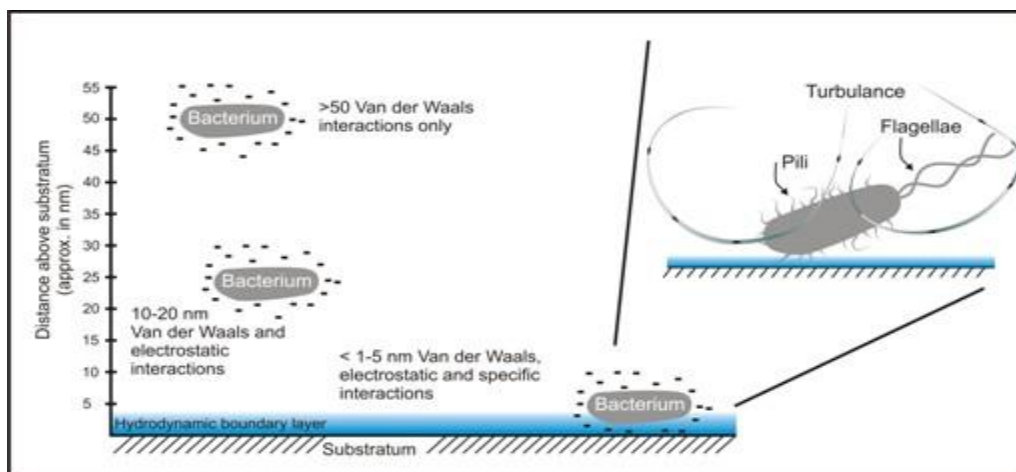 Distance above substratum
(approx. in nm)
55
50
45
40
35
30
25
20
15
10
5
Bacterium
>50 Van der Waals
interactions only
Bacterium
10-20 nm
Van der Waals and
electrostatic
interactions
< 1-5 nm Van der Waals,
electrostatic and specific
interactions
Bacterium
Hydrodynamic boundary layer
Substratum
Turbulance
Flagellae
Pili